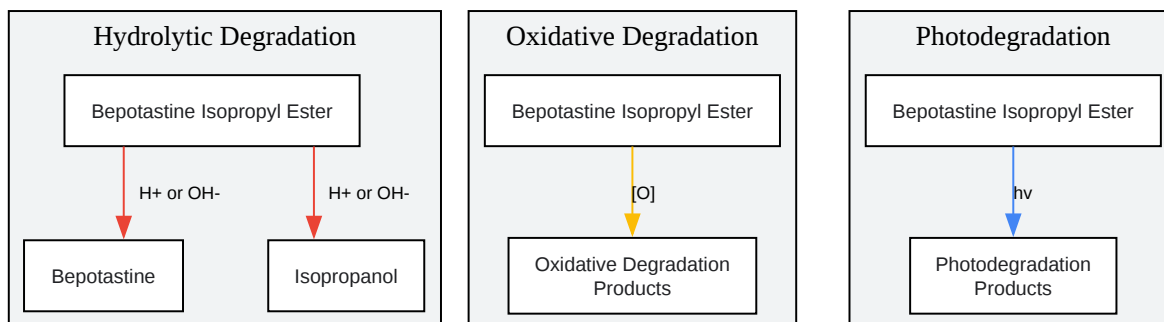 Hydrolytic Degradation
Bepotastine Isopropyl Ester
H+ or OH-
H+ or OH-
Bepotastine
Isopropanol
Oxidative Degradation
Bepotastine Isopropyl Ester
[O]
Oxidative Degradation
Products
Photodegradation
Bepotastine Isopropyl Ester
hv
Photodegradation
Products